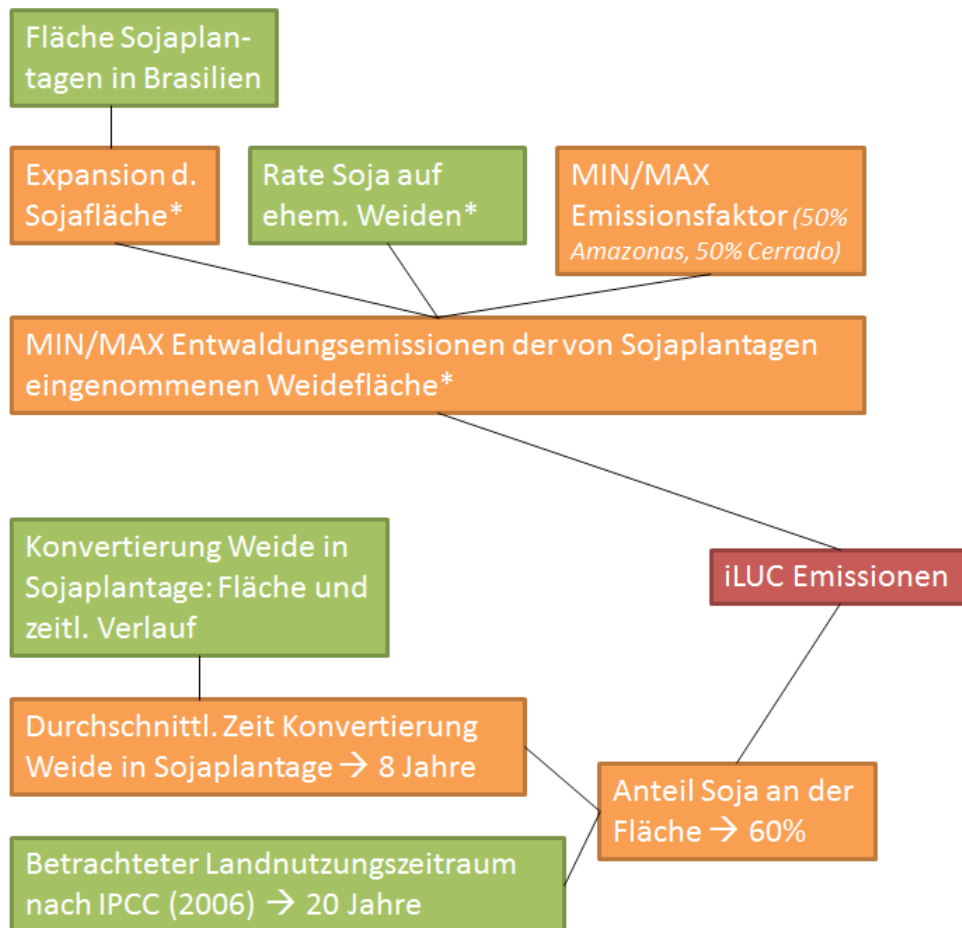 Fläche Sojaplan-
tagen in Brasilien
Expansion d.
Sojafläche*
Rate Soja auf
ehem. Weiden*
MIN/MAX
Emissionsfaktor (50%
Amazonas, 50% Cerrado)
MIN/MAX Entwaldungsemissionen der von Sojaplantagen
eingenommenen Weidefläche*
Konvertierung Weide in
Sojaplantage: Fläche und
zeitl. Verlauf
iLUC Emissionen
Durchschnittl. Zeit Konvertierung
Weide in Sojaplantage → 8 Jahre
Anteil Soja an der
Fläche → 60%
Betrachteter Landnutzungszeitraum
nach IPCC (2006) → 20 Jahre